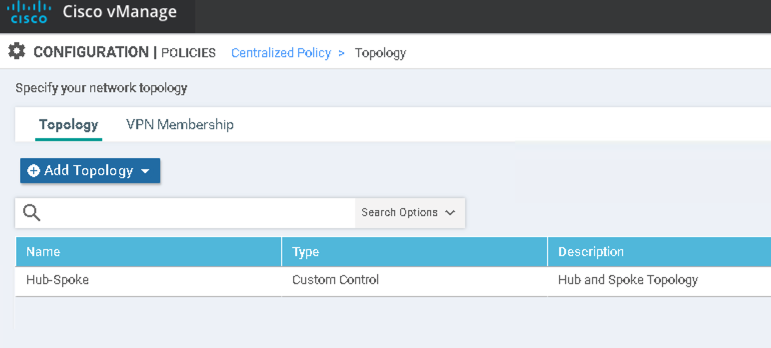 cisco Cisco vManage
CONFIGURATION | POLICIES Centralized Policy > Topology
Specify your network topology
Topology VPN Membership
Add Topology
Search Options
Name Type Description
Hub-Spoke Custom Control Hub and Spoke Topology